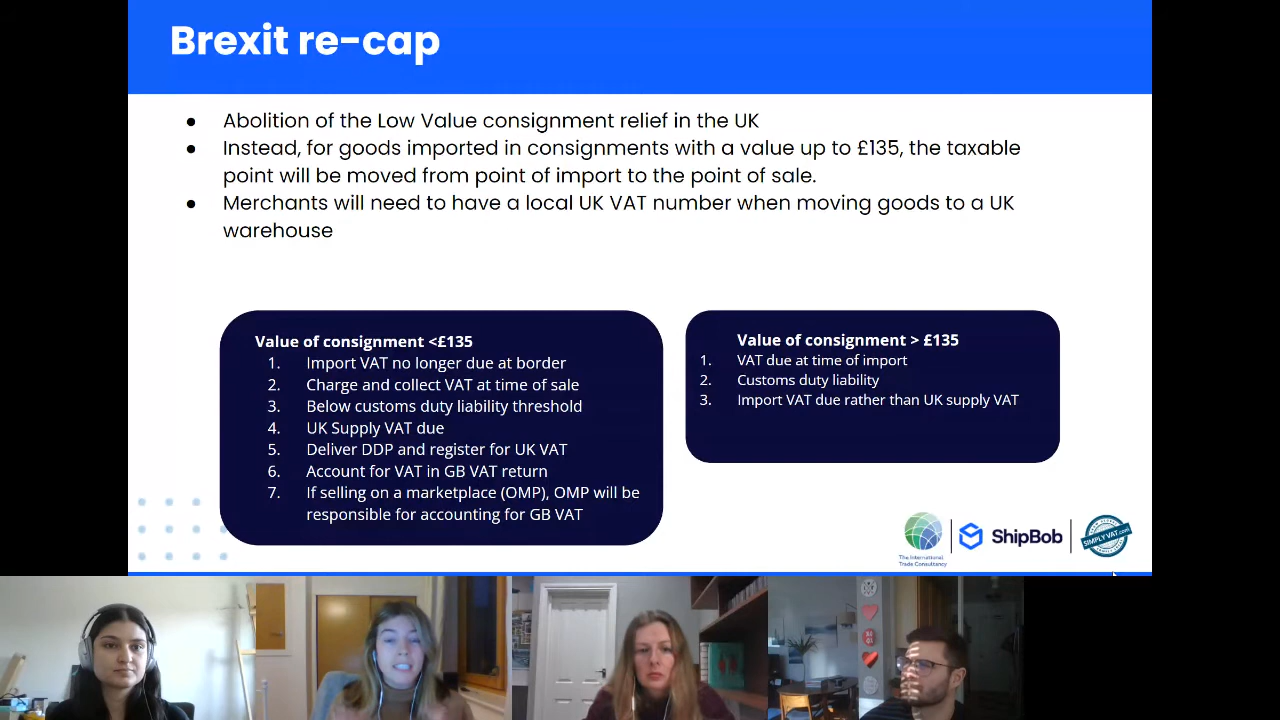 Brexit re-cap
● Abolition of the Low Value consignment relief in the UK
● Instead, for goods imported in consignments with a value up to £135, the taxable
point will be moved from point of import to the point of sale.
● Merchants will need to have a local UK VAT number when moving goods to a UK
warehouse
Value of consignment <£135
1. Import VAT no longer due at border
2. Charge and collect VAT at time of sale
3. Below customs duty liability threshold
4. UK Supply VAT due
5. Deliver DDP and register for UK VAT
6. Account for VAT in GB VAT return
7. If selling on a marketplace (OMP), OMP will be
responsible for accounting for GB VAT
Value of consignment > £135
1. VAT due at time of import
2. Customs duty liability
3. Import VAT due rather than UK supply VAT
The International
Trade Consultancy
ShipBob
SIMPLYVAT.com